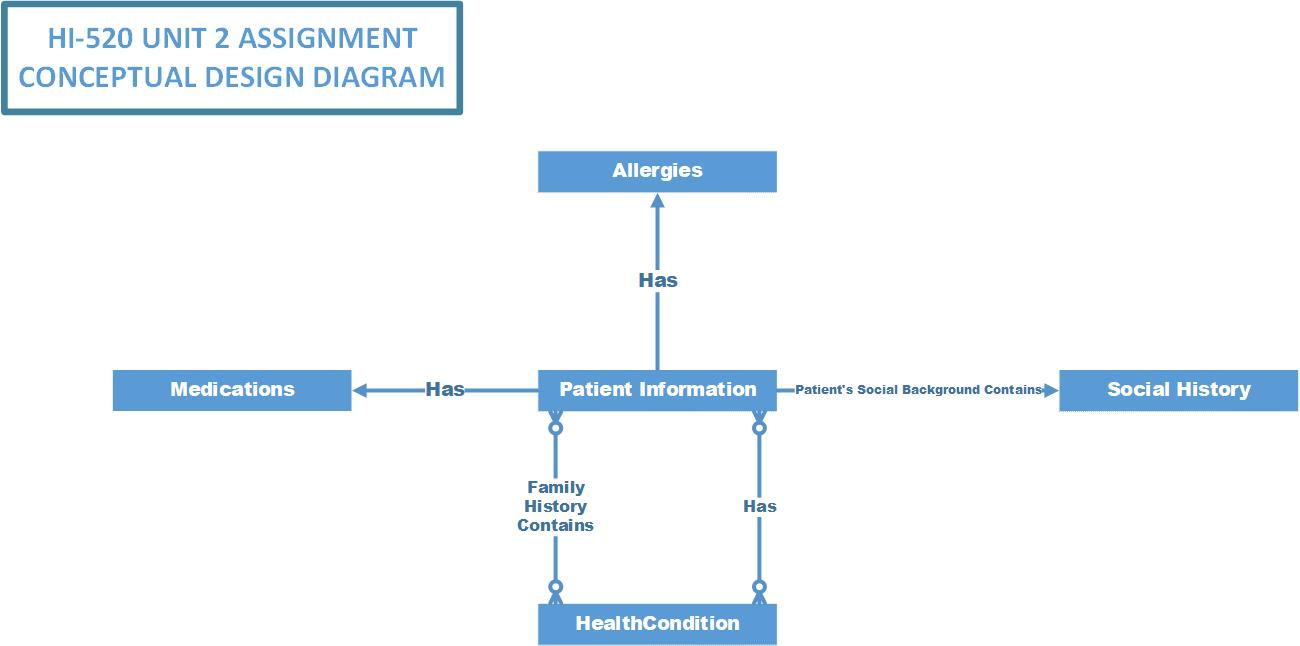 HI-520 UNIT 2 ASSIGNMENT
CONCEPTUAL DESIGN DIAGRAM
Allergies
Has
Medications
Has
Patient Information
Patient's Social Background Contains
Social History
Family
History
Contains
Has
HealthCondition